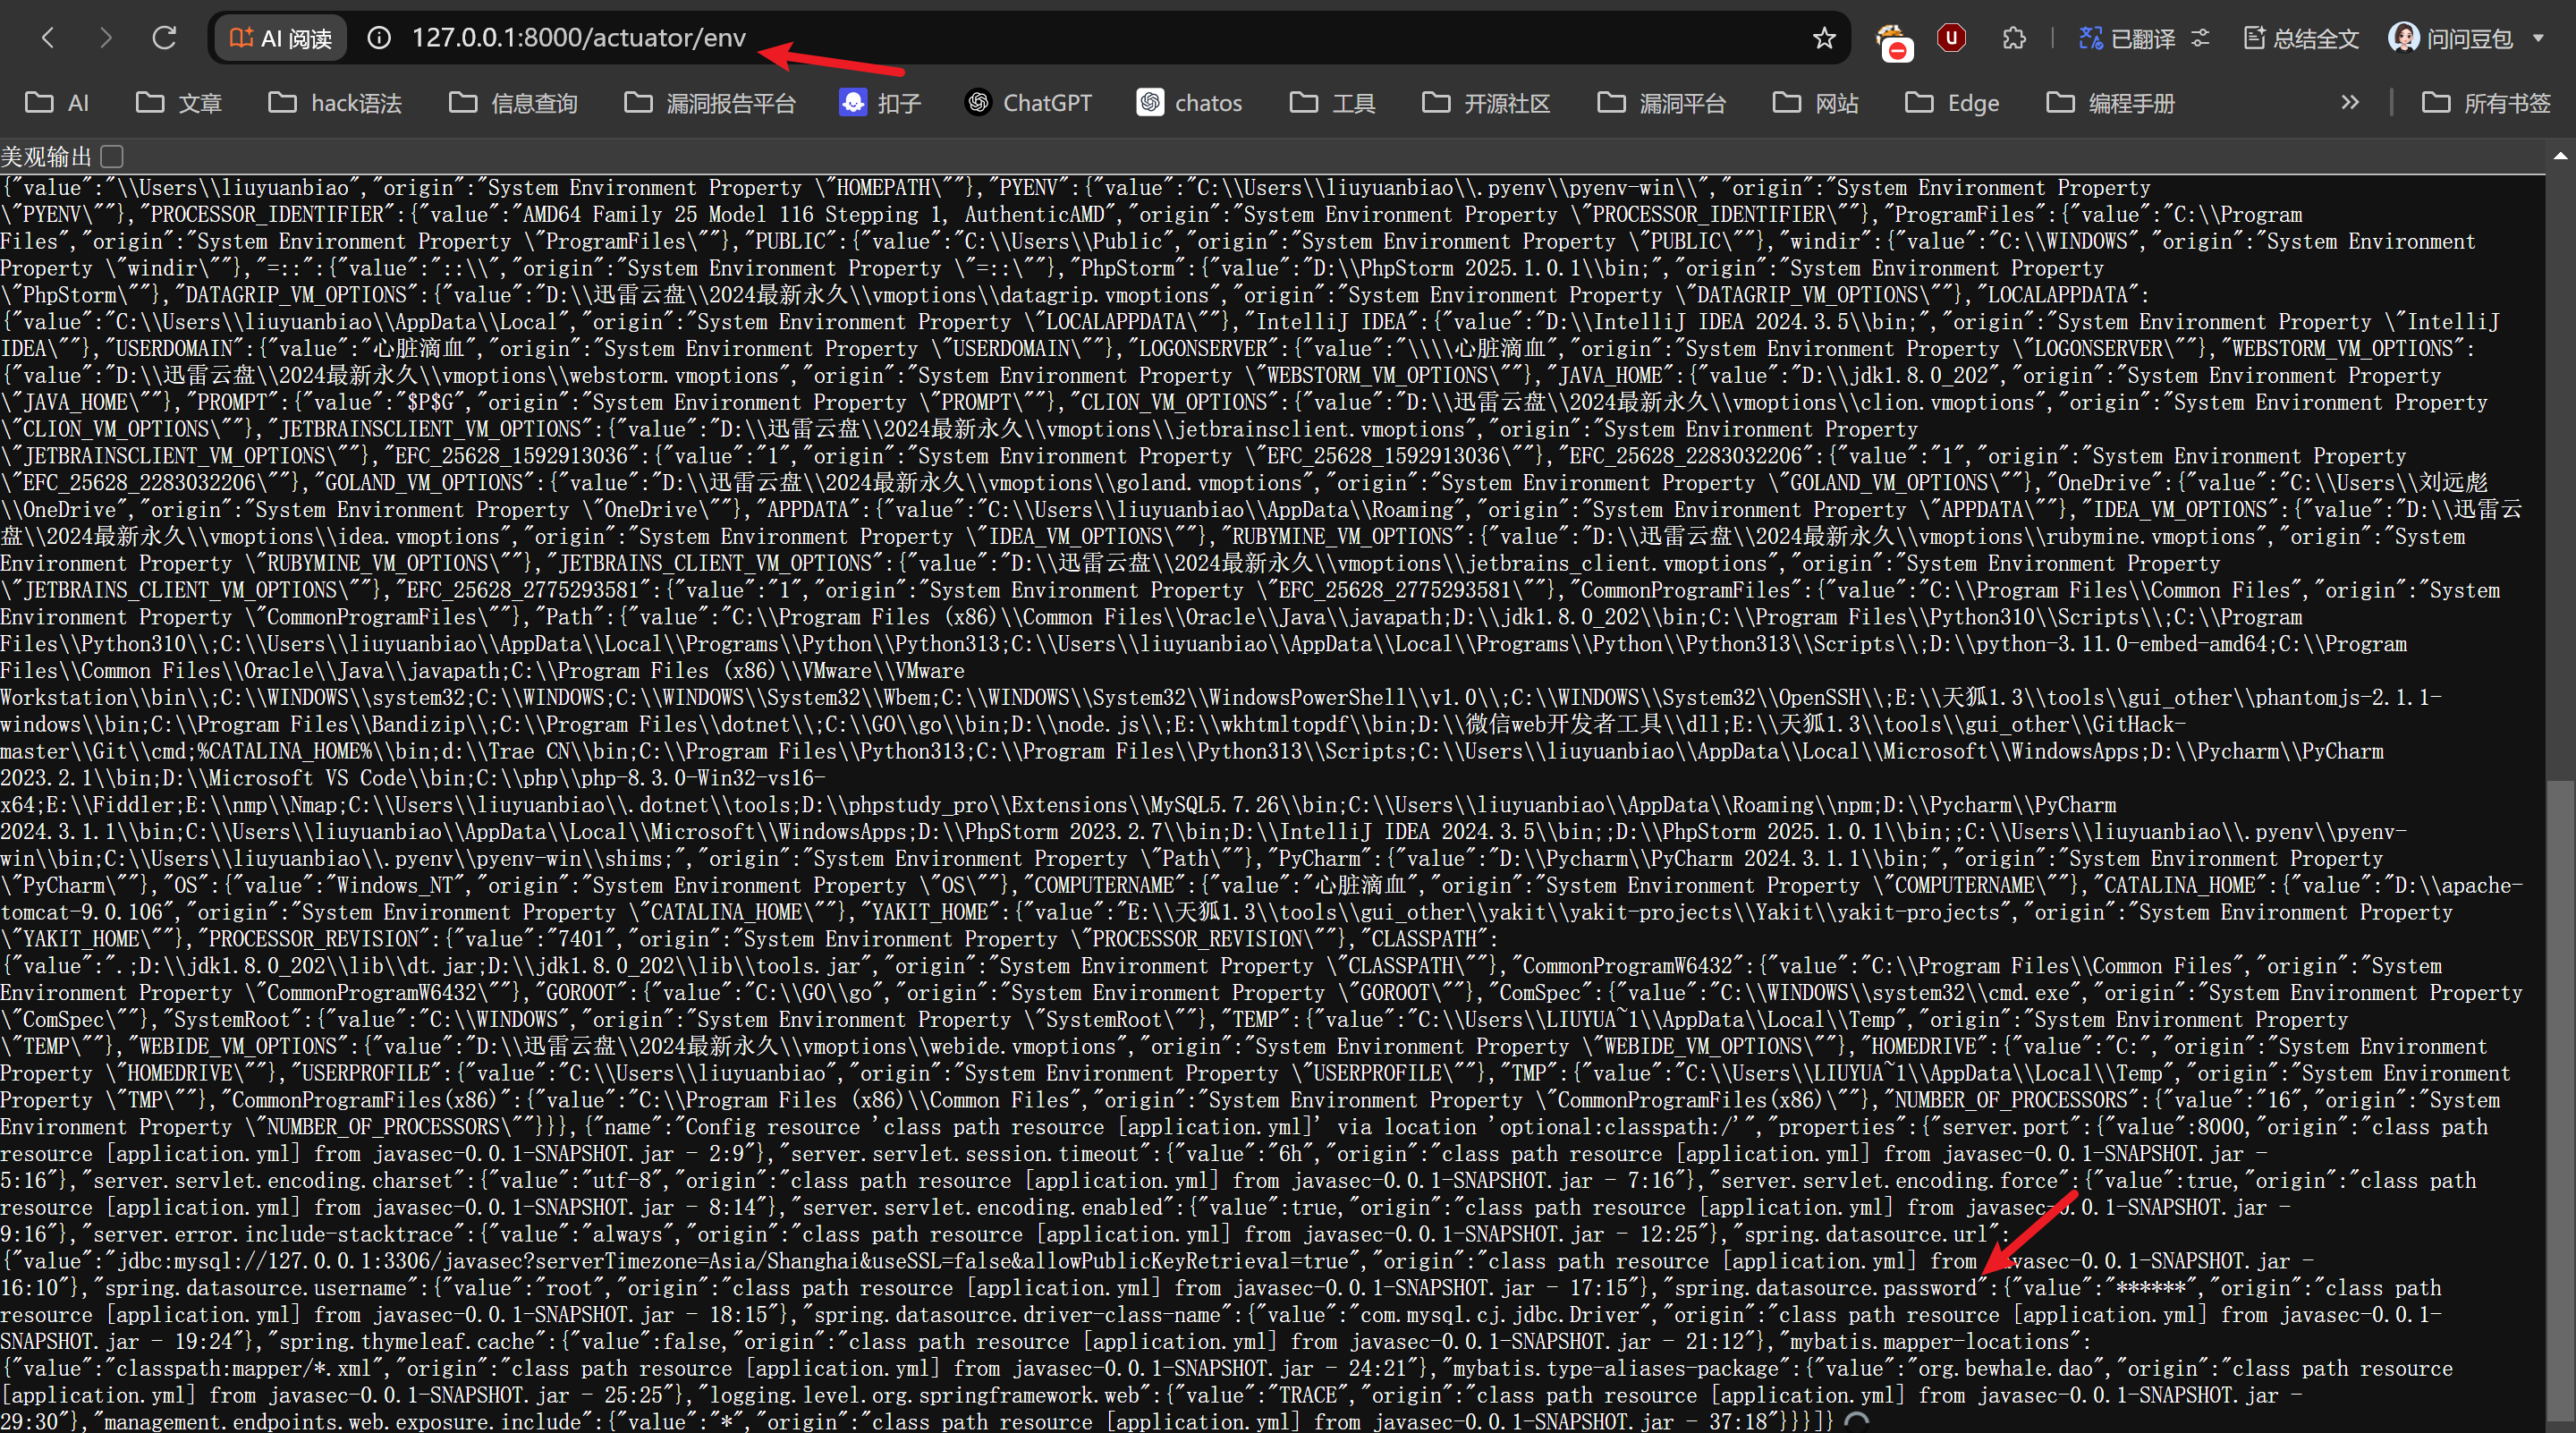 AI 阅读
127.0.0.1:8000/actuator/env
已翻译
总结全文
问问豆包
AI
文章
hack语法
信息查询
漏洞报告平台
扣子
ChatGPT
chatos
工具
开源社区
漏洞平台
网站
Edge
编程手册
所有书签
美观输出
{"value":"\\Users\\liuyuanbiao","origin":"System Environment Property \"HOMEPATH\""},"PYENV":{"value":"C:\\Users\\liuyuanbiao\\.pyenv\\pyenv-win\\","origin":"System Environment Property
\"PYENV\""},"PROCESSOR_IDENTIFIER":{"value":"AMD64 Family 25 Model 116 Stepping 1, AuthenticAMD","origin":"System Environment Property \"PROCESSOR_IDENTIFIER\""},"ProgramFiles":{"value":"C:\\Program
Files","origin":"System Environment Property \"ProgramFiles\""},"PUBLIC":{"value":"C:\\Users\\Public","origin":"System Environment Property \"PUBLIC\""},"windir":{"value":"C:\\WINDOWS","origin":"System Environment
Property \"windir\""},"=::":{"value":"::\\","origin":"System Environment Property \"=::\""},"PhpStorm":{"value":"D:\\PhpStorm 2025.1.0.1\\bin;","origin":"System Environment Property
\"PhpStorm\""},"DATAGRIP_VM_OPTIONS":{"value":"D:\\迅雷云盘\\2024最新永久\\vmoptions\\datagrip.vmoptions","origin":"System Environment Property \"DATAGRIP_VM_OPTIONS\""},"LOCALAPPDATA":
{"value":"C:\\Users\\liuyuanbiao\\AppData\\Local","origin":"System Environment Property \"LOCALAPPDATA\""},"IntelliJ IDEA":{"value":"D:\\IntelliJ IDEA 2024.3.5\\bin;","origin":"System Environment Property \"IntelliJ
IDEA\""},"USERDOMAIN":{"value":"心脏滴血","origin":"System Environment Property \"USERDOMAIN\""},"LOGONSERVER":{"value":"\\\\心脏滴血","origin":"System Environment Property \"LOGONSERVER\""},"WEBSTORM_VM_OPTIONS":
{"value":"D:\\迅雷云盘\\2024最新永久\\vmoptions\\webstorm.vmoptions","origin":"System Environment Property \"WEBSTORM_VM_OPTIONS\""},"JAVA_HOME":{"value":"D:\\jdk1.8.0_202","origin":"System Environment Property
\"JAVA_HOME\""},"PROMPT":{"value":"$P$G","origin":"System Environment Property \"PROMPT\""},"CLION_VM_OPTIONS":{"value":"D:\\迅雷云盘\\2024最新永久\\vmoptions\\clion.vmoptions","origin":"System Environment Property
\"CLION_VM_OPTIONS\""},"JETBRAINSCLIENT_VM_OPTIONS":{"value":"D:\\迅雷云盘\\2024最新永久\\vmoptions\\jetbrainsclient.vmoptions","origin":"System Environment Property
\"JETBRAINSCLIENT_VM_OPTIONS\""},"EFC_25628_1592913036":{"value":"1","origin":"System Environment Property \"EFC_25628_1592913036\""},"EFC_25628_2283032206":{"value":"1","origin":"System Environment Property
\"EFC_25628_2283032206\""},"GOLAND_VM_OPTIONS":{"value":"D:\\迅雷云盘\\2024最新永久\\vmoptions\\goland.vmoptions","origin":"System Environment Property \"GOLAND_VM_OPTIONS\""},"OneDrive":{"value":"C:\\Users\\刘远彪
\\OneDrive","origin":"System Environment Property \"OneDrive\""},"APPDATA":{"value":"C:\\Users\\liuyuanbiao\\AppData\\Roaming","origin":"System Environment Property \"APPDATA\""},"IDEA_VM_OPTIONS":{"value":"D:\\迅雷云
盘\\2024最新永久\\vmoptions\\idea.vmoptions","origin":"System Environment Property \"IDEA_VM_OPTIONS\""},"RUBYMINE_VM_OPTIONS":{"value":"D:\\迅雷云盘\\2024最新永久\\vmoptions\\rubymine.vmoptions","origin":"System
Environment Property \"RUBYMINE_VM_OPTIONS\""},"JETBRAINS_CLIENT_VM_OPTIONS":{"value":"D:\\迅雷云盘\\2024最新永久\\vmoptions\\jetbrains_client.vmoptions","origin":"System Environment Property
\"JETBRAINS_CLIENT_VM_OPTIONS\""},"EFC_25628_2775293581":{"value":"1","origin":"System Environment Property \"EFC_25628_2775293581\""},"CommonProgramFiles":{"value":"C:\\Program Files\\Common Files","origin":"System
Environment Property \"CommonProgramFiles\""},"Path":{"value":"C:\\Program Files (x86)\\Common Files\\Oracle\\Java\\javapath;D:\\jdk1.8.0_202\\bin;C:\\Program Files\\Python310\\Scripts\\;C:\\Program
Files\\Python310\\;C:\\Users\\liuyuanbiao\\AppData\\Local\\Programs\\Python\\Python313;C:\\Users\\liuyuanbiao\\AppData\\Local\\Programs\\Python\\Python313\\Scripts\\;D:\\python-3.11.0-embed-amd64;C:\\Program
Files\\Common Files\\Oracle\\Java\\javapath;C:\\Program Files (x86)\\VMware\\VMware
Workstation\\bin\\;C:\\WINDOWS\\system32;C:\\WINDOWS;C:\\WINDOWS\\System32\\Wbem;C:\\WINDOWS\\System32\\WindowsPowerShell\\v1.0\\;C:\\WINDOWS\\System32\\OpenSSH\\;E:\\天狐1.3\\tools\\gui_other\\phantomjs-2.1.1-
windows\\bin;C:\\Program Files\\Bandizip\\;C:\\Program Files\\dotnet\\;C:\\GO\\go\\bin;D:\\node.js\\;E:\\wkhtmltopdf\\bin;D:\\微信web开发者工具\\dll;E:\\天狐1.3\\tools\\gui_other\\GitHack-
master\\Git\\cmd;%CATALINA_HOME%\\bin;d:\\Trae CN\\bin;C:\\Program Files\\Python313;C:\\Program Files\\Python313\\Scripts;C:\\Users\\liuyuanbiao\\AppData\\Local\\Microsoft\\WindowsApps;D:\\Pycharm\\PyCharm
2023.2.1\\bin;D:\\Microsoft VS Code\\bin;C:\\php\\php-8.3.0-Win32-vs16-
x64;E:\\Fiddler;E:\\nmp\\Nmap;C:\\Users\\liuyuanbiao\\.dotnet\\tools;D:\\phpstudy_pro\\Extensions\\MySQL5.7.26\\bin;C:\\Users\\liuyuanbiao\\AppData\\Roaming\\npm;D:\\Pycharm\\PyCharm
2024.3.1.1\\bin;C:\\Users\\liuyuanbiao\\AppData\\Local\\Microsoft\\WindowsApps;D:\\PhpStorm 2023.2.7\\bin;D:\\IntelliJ IDEA 2024.3.5\\bin;;D:\\PhpStorm 2025.1.0.1\\bin;;C:\\Users\\liuyuanbiao\\.pyenv\\pyenv-
win\\bin;C:\\Users\\liuyuanbiao\\.pyenv\\pyenv-win\\shims;","origin":"System Environment Property \"Path\""},"PyCharm":{"value":"D:\\Pycharm\\PyCharm 2024.3.1.1\\bin;","origin":"System Environment Property
\"PyCharm\""},"OS":{"value":"Windows_NT","origin":"System Environment Property \"OS\""},"COMPUTERNAME":{"value":"心脏滴血","origin":"System Environment Property \"COMPUTERNAME\""},"CATALINA_HOME":{"value":"D:\\apache-
tomcat-9.0.106","origin":"System Environment Property \"CATALINA_HOME\""},"YAKIT_HOME":{"value":"E:\\天狐1.3\\tools\\gui_other\\yakit\\yakit-projects\\Yakit\\yakit-projects","origin":"System Environment Property
\"YAKIT_HOME\""},"PROCESSOR_REVISION":{"value":"7401","origin":"System Environment Property \"PROCESSOR_REVISION\""},"CLASSPATH":
{"value":".;D:\\jdk1.8.0_202\\lib\\dt.jar;D:\\jdk1.8.0_202\\lib\\tools.jar","origin":"System Environment Property \"CLASSPATH\""},"CommonProgramW6432":{"value":"C:\\Program Files\\Common Files","origin":"System
Environment Property \"CommonProgramW6432\""},"GOROOT":{"value":"C:\\GO\\go","origin":"System Environment Property \"GOROOT\""},"ComSpec":{"value":"C:\\WINDOWS\\system32\\cmd.exe","origin":"System Environment Property
\"ComSpec\""},"SystemRoot":{"value":"C:\\WINDOWS","origin":"System Environment Property \"SystemRoot\""},"TEMP":{"value":"C:\\Users\\LIUYUA~1\\AppData\\Local\\Temp","origin":"System Environment Property
\"TEMP\""},"WEBIDE_VM_OPTIONS":{"value":"D:\\迅雷云盘\\2024最新永久\\vmoptions\\webide.vmoptions","origin":"System Environment Property \"WEBIDE_VM_OPTIONS\""},"HOMEDRIVE":{"value":"C:","origin":"System Environment
Property \"HOMEDRIVE\""},"USERPROFILE":{"value":"C:\\Users\\liuyuanbiao","origin":"System Environment Property \"USERPROFILE\""},"TMP":{"value":"C:\\Users\\LIUYUA~1\\AppData\\Local\\Temp","origin":"System Environment
Property \"TMP\""},"CommonProgramFiles(x86)":{"value":"C:\\Program Files (x86)\\Common Files","origin":"System Environment Property \"CommonProgramFiles(x86)\""},"NUMBER_OF_PROCESSORS":{"value":"16","origin":"System
Environment Property \"NUMBER_OF_PROCESSORS\""}}},{"name":"Config resource 'class path resource [application.yml]' via location 'optional:classpath:/'","properties":{"server.port":{"value":8000,"origin":"class path
resource [application.yml] from javasec-0.0.1-SNAPSHOT.jar - 2:9"},"server.servlet.session.timeout":{"value":"6h","origin":"class path resource [application.yml] from javasec-0.0.1-SNAPSHOT.jar -
5:16"},"server.servlet.encoding.charset":{"value":"utf-8","origin":"class path resource [application.yml] from javasec-0.0.1-SNAPSHOT.jar - 7:16"},"server.servlet.encoding.force":{"value":true,"origin":"class path
resource [application.yml] from javasec-0.0.1-SNAPSHOT.jar - 8:14"},"server.servlet.encoding.enabled":{"value":true,"origin":"class path resource [application.yml] from javasec-0.0.1-SNAPSHOT.jar -
9:16"},"server.error.include-stacktrace":{"value":"always","origin":"class path resource [application.yml] from javasec-0.0.1-SNAPSHOT.jar - 12:25"},"spring.datasource.url":
{"value":"jdbc:mysql://127.0.0.1:3306/javasec?serverTimezone=Asia/Shanghai&useSSL=false&allowPublicKeyRetrieval=true","origin":"class path resource [application.yml] from javasec-0.0.1-SNAPSHOT.jar -
16:10"},"spring.datasource.username":{"value":"root","origin":"class path resource [application.yml] from javasec-0.0.1-SNAPSHOT.jar - 17:15"},"spring.datasource.password":{"value":"******","origin":"class path
resource [application.yml] from javasec-0.0.1-SNAPSHOT.jar - 18:15"},"spring.datasource.driver-class-name":{"value":"com.mysql.cj.jdbc.Driver","origin":"class path resource [application.yml] from javasec-0.0.1-
SNAPSHOT.jar - 19:24"},"spring.thymeleaf.cache":{"value":false,"origin":"class path resource [application.yml] from javasec-0.0.1-SNAPSHOT.jar - 21:12"},"mybatis.mapper-locations":
{"value":"classpath:mapper/*.xml","origin":"class path resource [application.yml] from javasec-0.0.1-SNAPSHOT.jar - 24:21"},"mybatis.type-aliases-package":{"value":"org.bewhale.dao","origin":"class path resource
[application.yml] from javasec-0.0.1-SNAPSHOT.jar - 25:25"},"logging.level.org.springframework.web":{"value":"TRACE","origin":"class path resource [application.yml] from javasec-0.0.1-SNAPSHOT.jar -
29:30"},"management.endpoints.web.exposure.include":{"value":"*","origin":"class path resource [application.yml] from javasec-0.0.1-SNAPSHOT.jar - 37:18"}}}]}